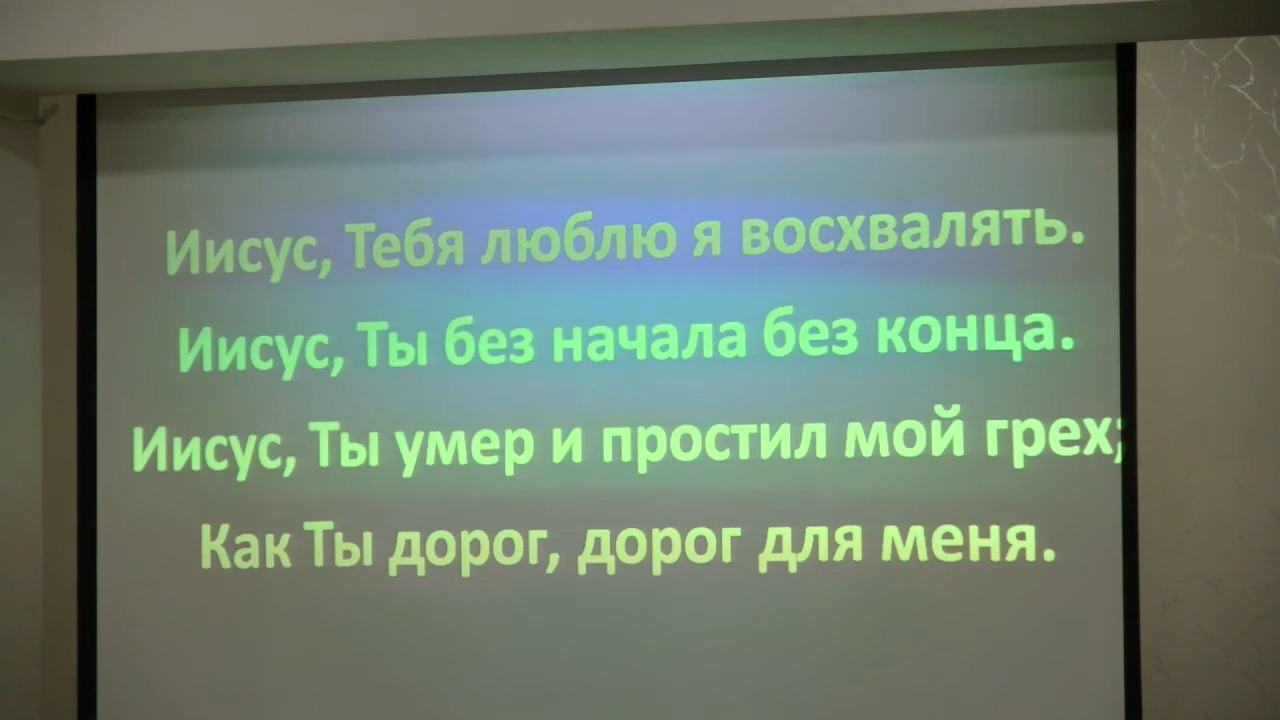 Иисус, Тебя люблю я восхвалять.
Иисус, Ты без начала без конца.
Иисус, Ты умер и простил мой грех;
Как Ты дорог, дорог для меня.